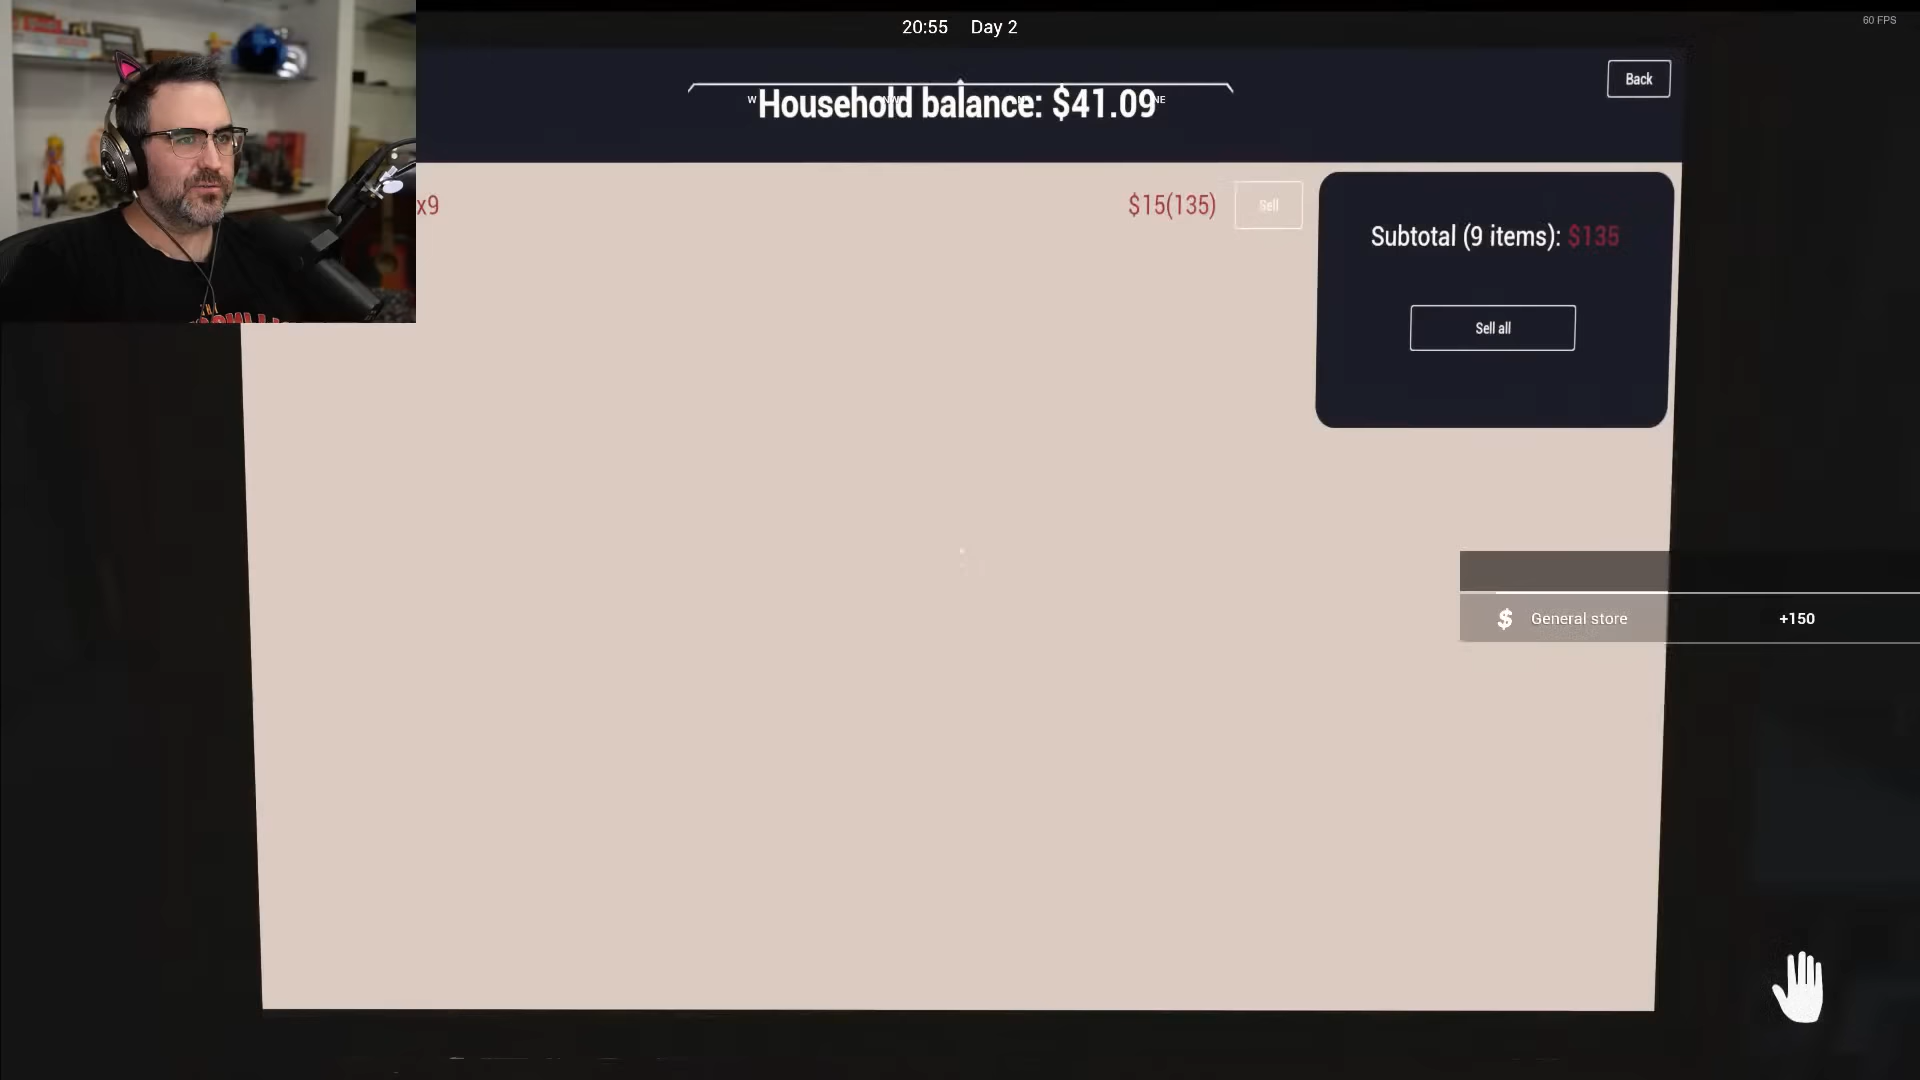 60 FPS
20:55 Day 2
Back
W NE
Household balance: $41.09
x9 $15(135) Sell
Subtotal (9 items): $135
Sell all
$ General store +150